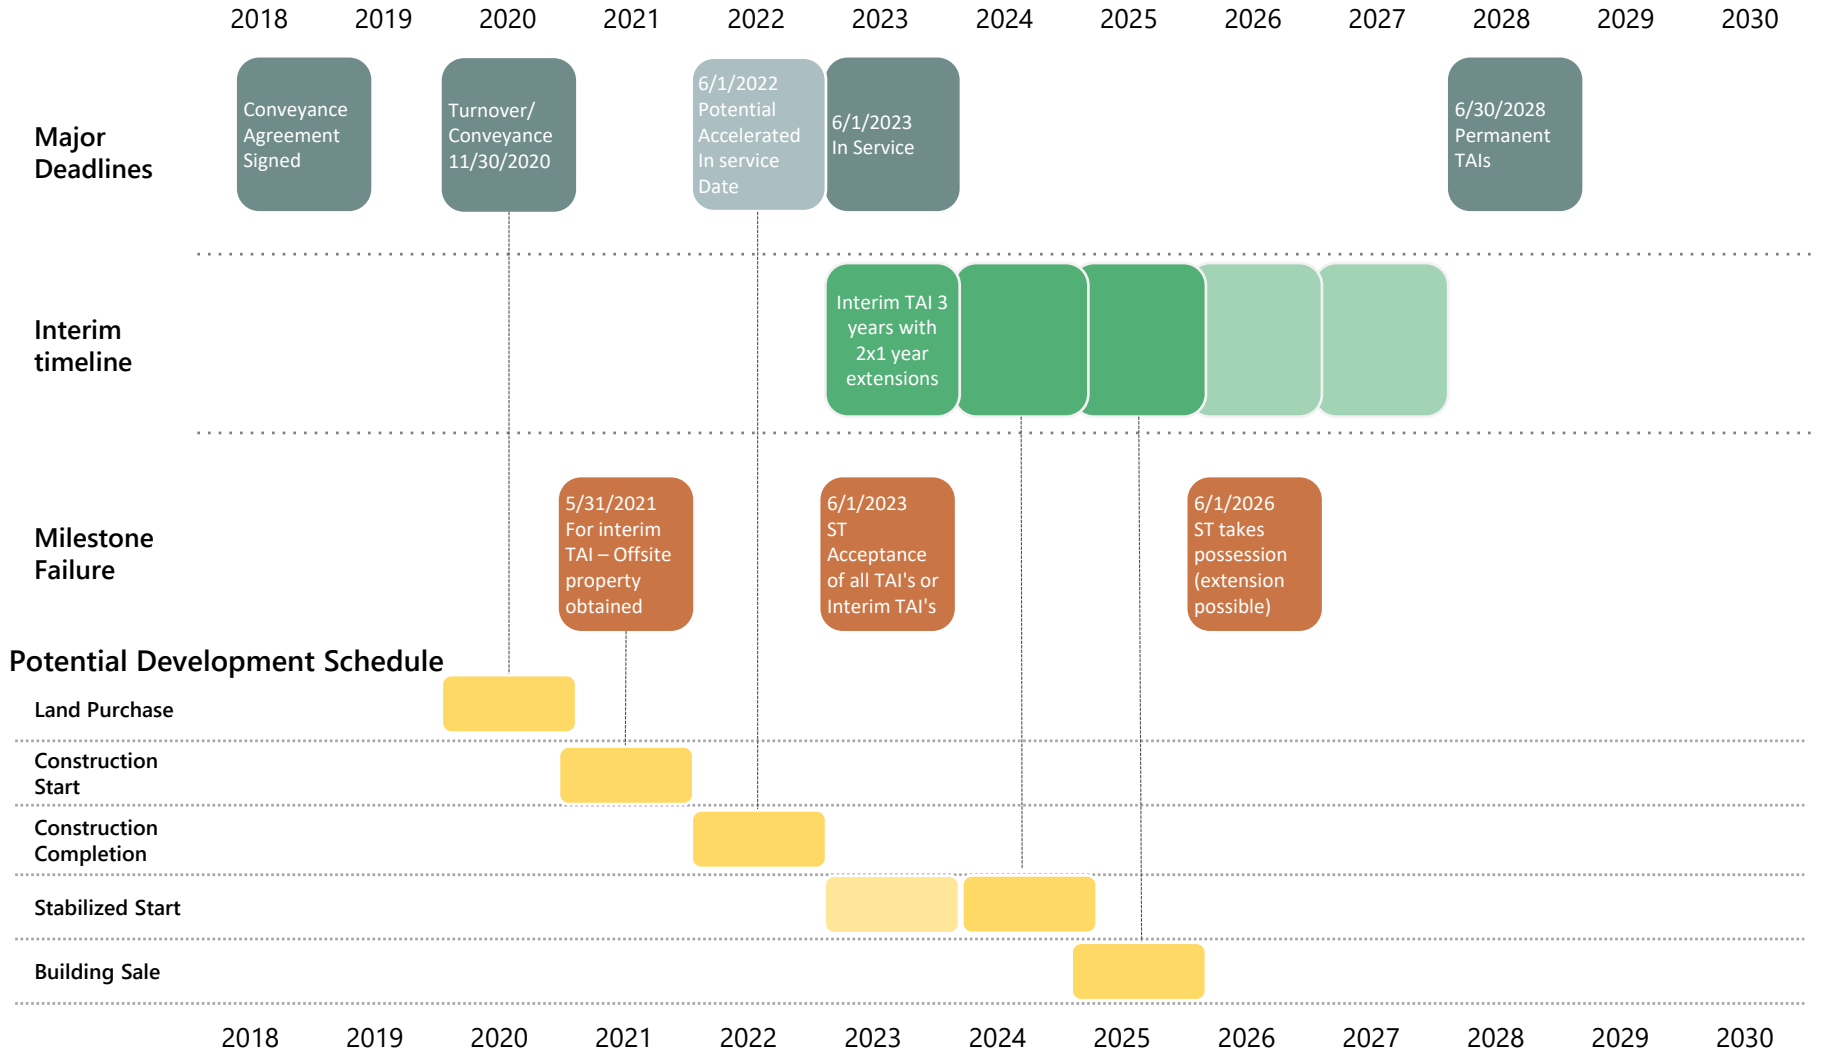 2018 2019 2020 2021 2022 2023 2024 2025 2026 2027 2028 2029 2030
Major
Deadlines
Conveyance
Agreement
Signed
Turnover/
Conveyance
11/30/2020
6/1/2022
Potential
Accelerated
In service
Date
6/1/2023
In Service
6/30/2028
Permanent
TAIs
Interim
timeline
Interim TAI 3
years with
2x1 year
extensions
Milestone
Failure
5/31/2021
For interim
TAI – Offsite
property
obtained
6/1/2023
ST
Acceptance
of all TAI's or
Interim TAI's
6/1/2026
ST takes
possession
(extension
possible)
Potential Development Schedule
Land Purchase
Construction
Start
Construction
Completion
Stabilized Start
Building Sale
2018 2019 2020 2021 2022 2023 2024 2025 2026 2027 2028 2029 2030